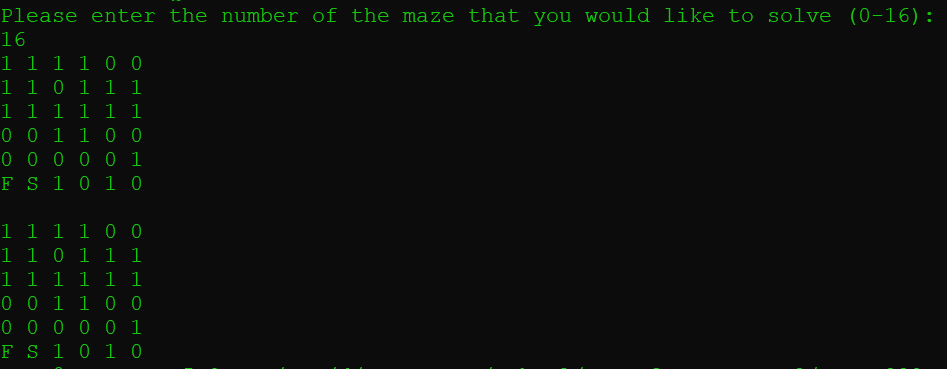 Please enter the number of the maze that you would like to solve (0-16):
16
1 1 1 1 0 0
1 1 0 1 1 1
1 1 1 1 1 1
0 0 1 1 0 0
0 0 0 0 0 1
F S 1 0 1 0
1 1 1 1 0 0
1 1 0 1 1 1
1 1 1 1 1 1
0 0 1 1 0 0
0 0 0 0 0 1
F S 1 0 1 0